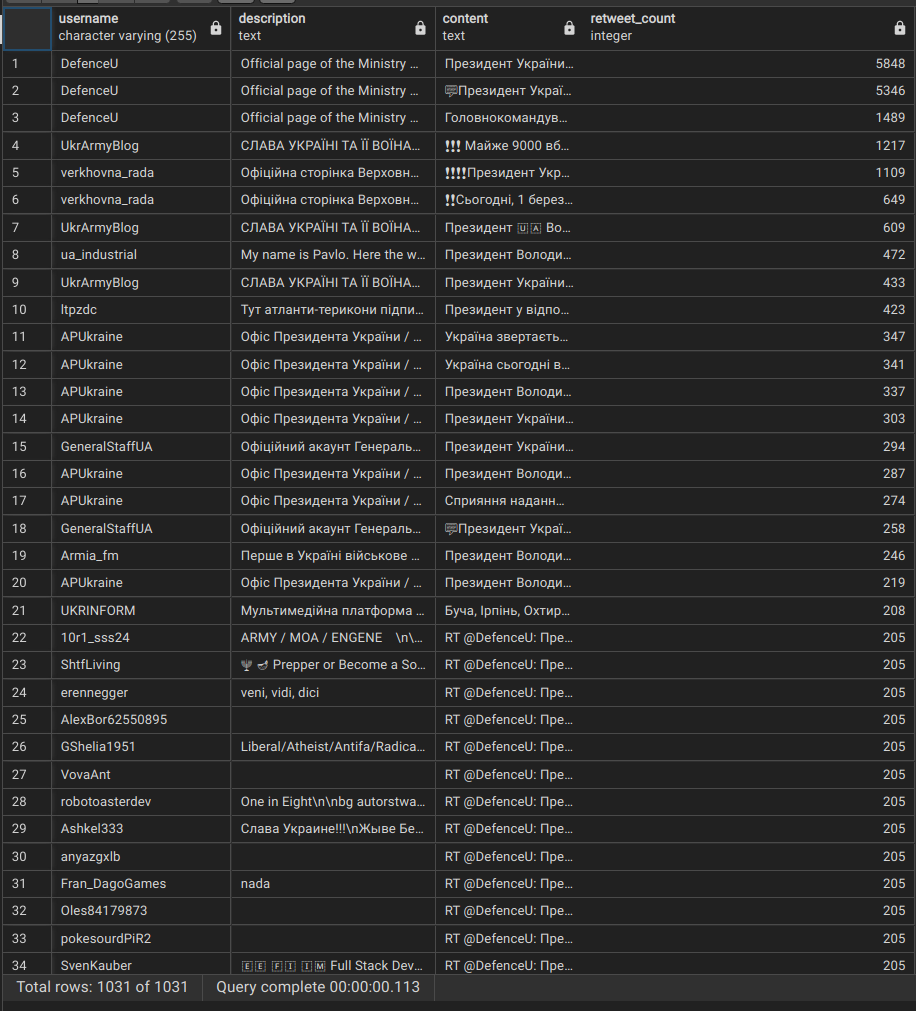 username description content retweet_count
character varying (255) text text integer
1 DefenceU Official page of the Ministry ... Президент України... 5848
2 DefenceU Official page of the Ministry ... 💬Президент Украї... 5346
3 DefenceU Official page of the Ministry ... Головнокомандув... 1489
4 UkrArmyBlog СЛАВА УКРАЇНІ ТА ЇЇ ВОЇНА... ❗❗❗ Майже 9000 вб... 1217
5 verkhovna_rada Офіційна сторінка Верховн... ❗❗❗❗Президент Укр... 1109
6 verkhovna_rada Офіційна сторінка Верховн... ❗❗Сьогодні, 1 берез... 649
7 UkrArmyBlog СЛАВА УКРАЇНІ ТА ЇЇ ВОЇНА... Президент 🇺🇦 Во... 609
8 ua_industrial My name is Pavlo. Here the w... Президент Володи... 472
9 UkrArmyBlog СЛАВА УКРАЇНІ ТА ЇЇ ВОЇНА... Президент України... 433
10 ltpzdc Тут атланти-терикони підпи... Президент у відпо... 423
11 APUkraine Офіс Президента України / ... Україна звертаєть... 347
12 APUkraine Офіс Президента України / ... Україна сьогодні в... 341
13 APUkraine Офіс Президента України / ... Президент Володи... 337
14 APUkraine Офіс Президента України / ... Президент України... 303
15 GeneralStaffUA Офіційний акаунт Генераль... Президент України... 294
16 APUkraine Офіс Президента України / ... Президент Володи... 287
17 APUkraine Офіс Президента України / ... Сприяння наданн... 274
18 GeneralStaffUA Офіційний акаунт Генераль... 💬Президент Украї... 258
19 Armia_fm Перше в Україні військове ... Президент Володи... 246
20 APUkraine Офіс Президента України / ... Президент Володи... 219
21 UKRINFORM Мультимедійна платформа ... Буча, Ірпінь, Охтир... 208
22 10r1_sss24 ARMY / MOA / ENGENE \n\... RT @DefenceU: Пре... 205
23 ShtfLiving 🕎 🪔 Prepper or Become a So... RT @DefenceU: Пре... 205
24 erennegger veni, vidi, dici RT @DefenceU: Пре... 205
25 AlexBor62550895 RT @DefenceU: Пре... 205
26 GShelia1951 Liberal/Atheist/Antifa/Radica... RT @DefenceU: Пре... 205
27 VovaAnt RT @DefenceU: Пре... 205
28 robotoasterdev One in Eight\n\nbg autorstwa... RT @DefenceU: Пре... 205
29 Ashkel333 Слава Украине!!!\nЖыве Бе... RT @DefenceU: Пре... 205
30 anyazgxlb RT @DefenceU: Пре... 205
31 Fran_DagoGames nada RT @DefenceU: Пре... 205
32 Oles84179873 RT @DefenceU: Пре... 205
33 pokesourdPiR2 RT @DefenceU: Пре... 205
34 SvenKauber 🇪🇪 🇫🇮 🇮🇲 Full Stack Dev... RT @DefenceU: Пре... 205
Total rows: 1031 of 1031 Query complete 00:00:00.113